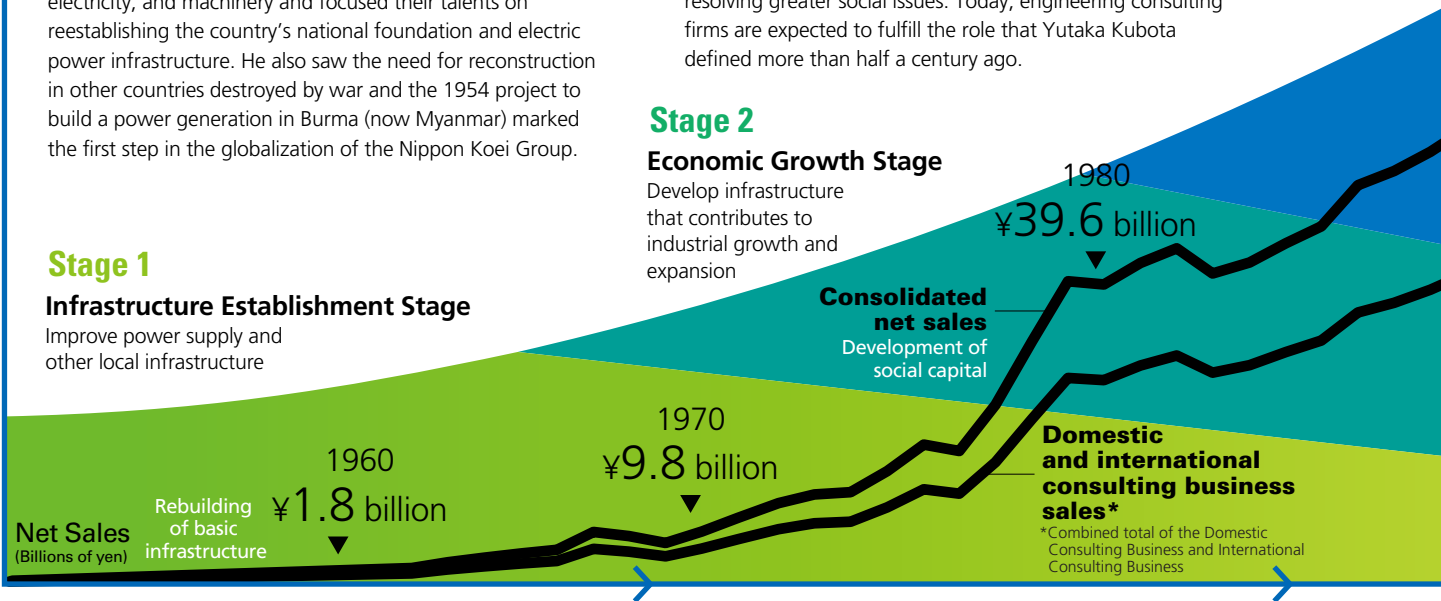 electricity, and machinery and focused their talents on
reestablishing the country's national foundation and electric
power infrastructure. He also saw the need for reconstruction
in other countries destroyed by war and the 1954 project to
build a power generation in Burma (now Myanmar) marked
the first step in the globalization of the Nippon Koei Group.
resolving greater social issues. Today, engineering consulting
firms are expected to fulfill the role that Yutaka Kubota
defined more than half a century ago.
Stage 1
Infrastructure Establishment Stage
Improve power supply and
other local infrastructure
Stage 2
Economic Growth Stage
Develop infrastructure
that contributes to
industrial growth and
expansion
1980
¥39.6 billion
Consolidated
net sales
Development of
social capital
1970
¥9.8 billion
1960
¥1.8 billion
Rebuilding
of basic
infrastructure
Net Sales
(Billions of yen)
Domestic
and international
consulting business
sales*
*Combined total of the Domestic
Consulting Business and International
Consulting Business